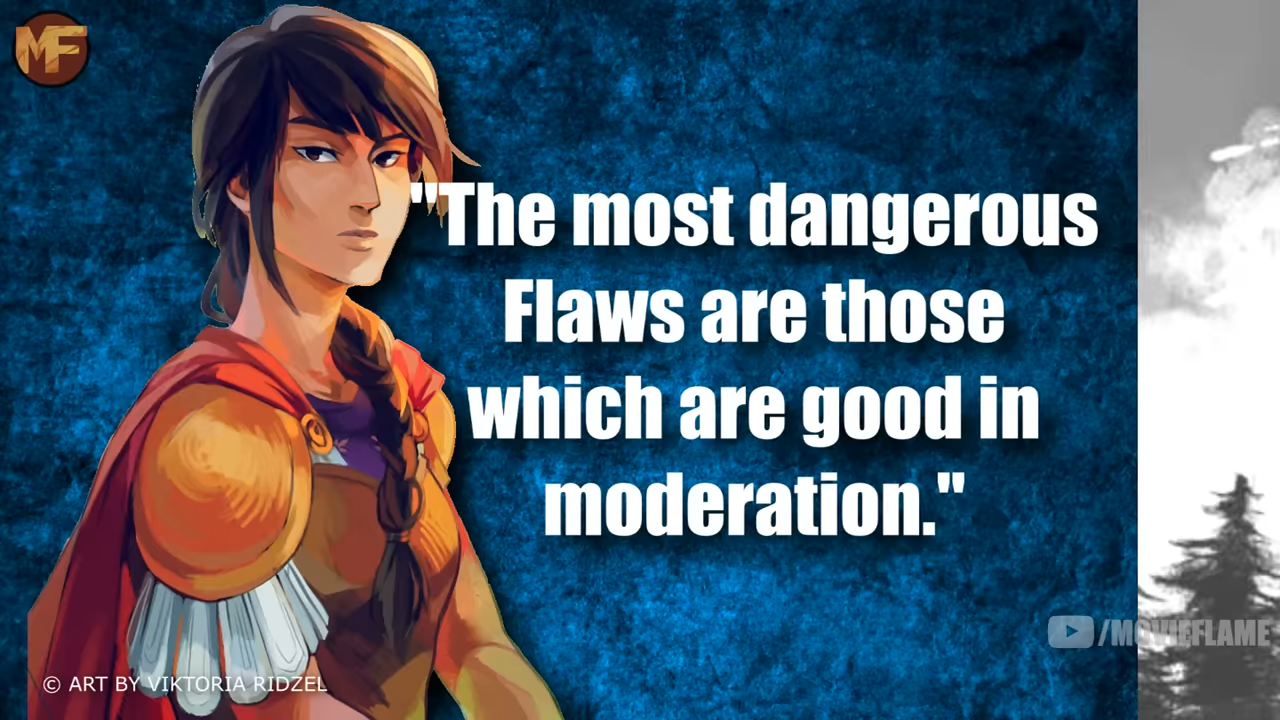 MF
"The most dangerous
Flaws are those
which are good in
moderation."
/MOVIEFLAME
© ART BY VIKTORIA RIDZEL